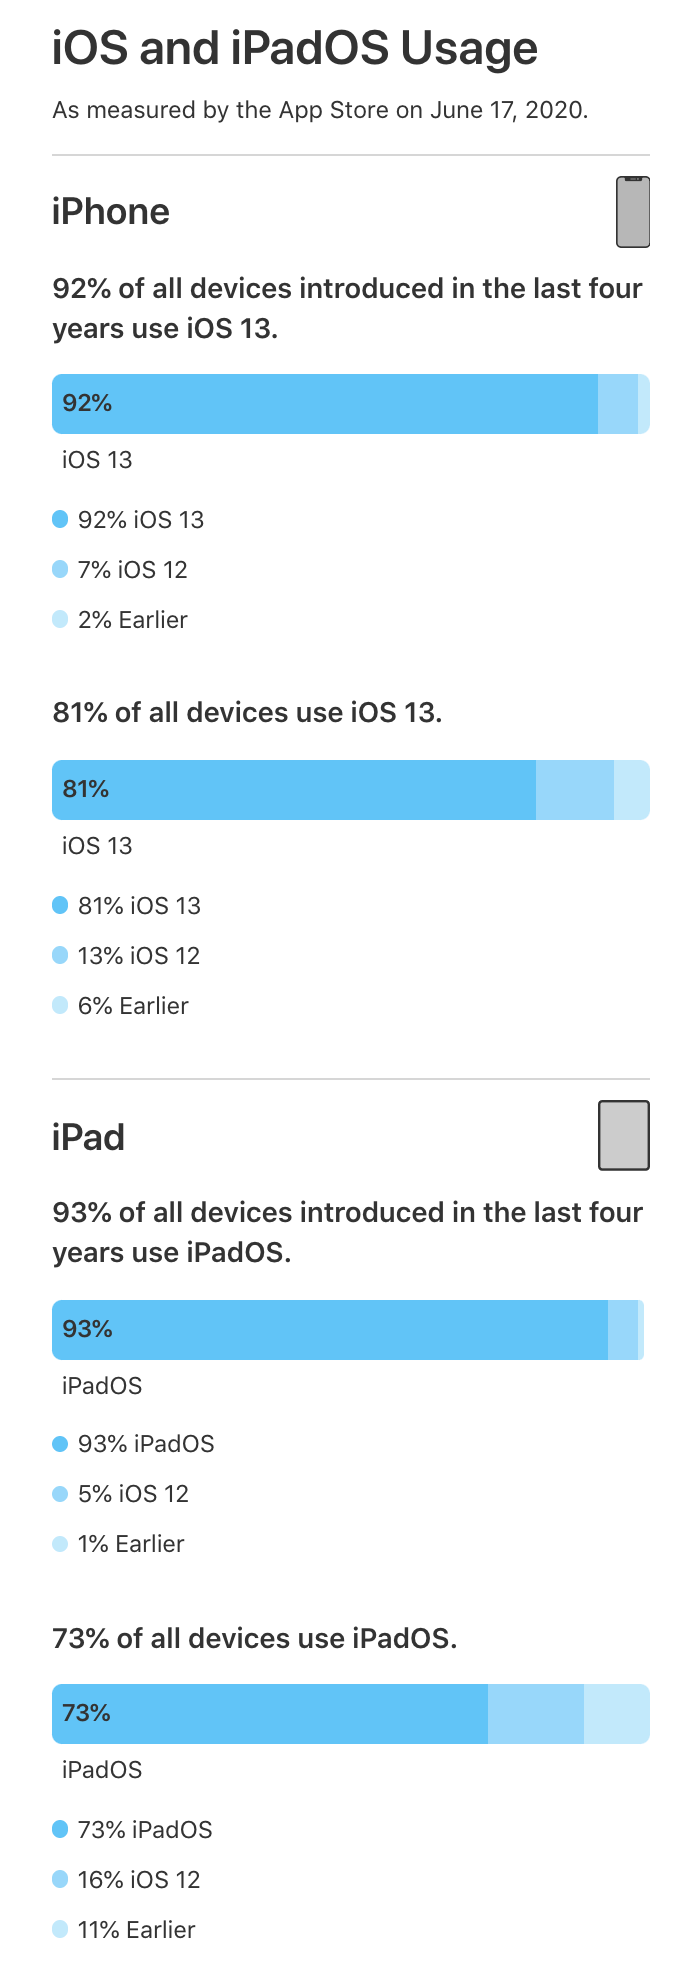 iOS and iPadOS Usage
As measured by the App Store on June 17, 2020.
iPhone
92% of all devices introduced in the last four
years use iOS 13.
92%
iOS 13
92% iOS 13
7% iOS 12
2% Earlier
81% of all devices use iOS 13.
81%
iOS 13
81% iOS 13
13% iOS 12
6% Earlier
iPad
93% of all devices introduced in the last four
years use iPadOS.
93%
iPadOS
93% iPadOS
5% iOS 12
1% Earlier
73% of all devices use iPadOS.
73%
iPadOS
73% iPadOS
16% iOS 12
11% Earlier